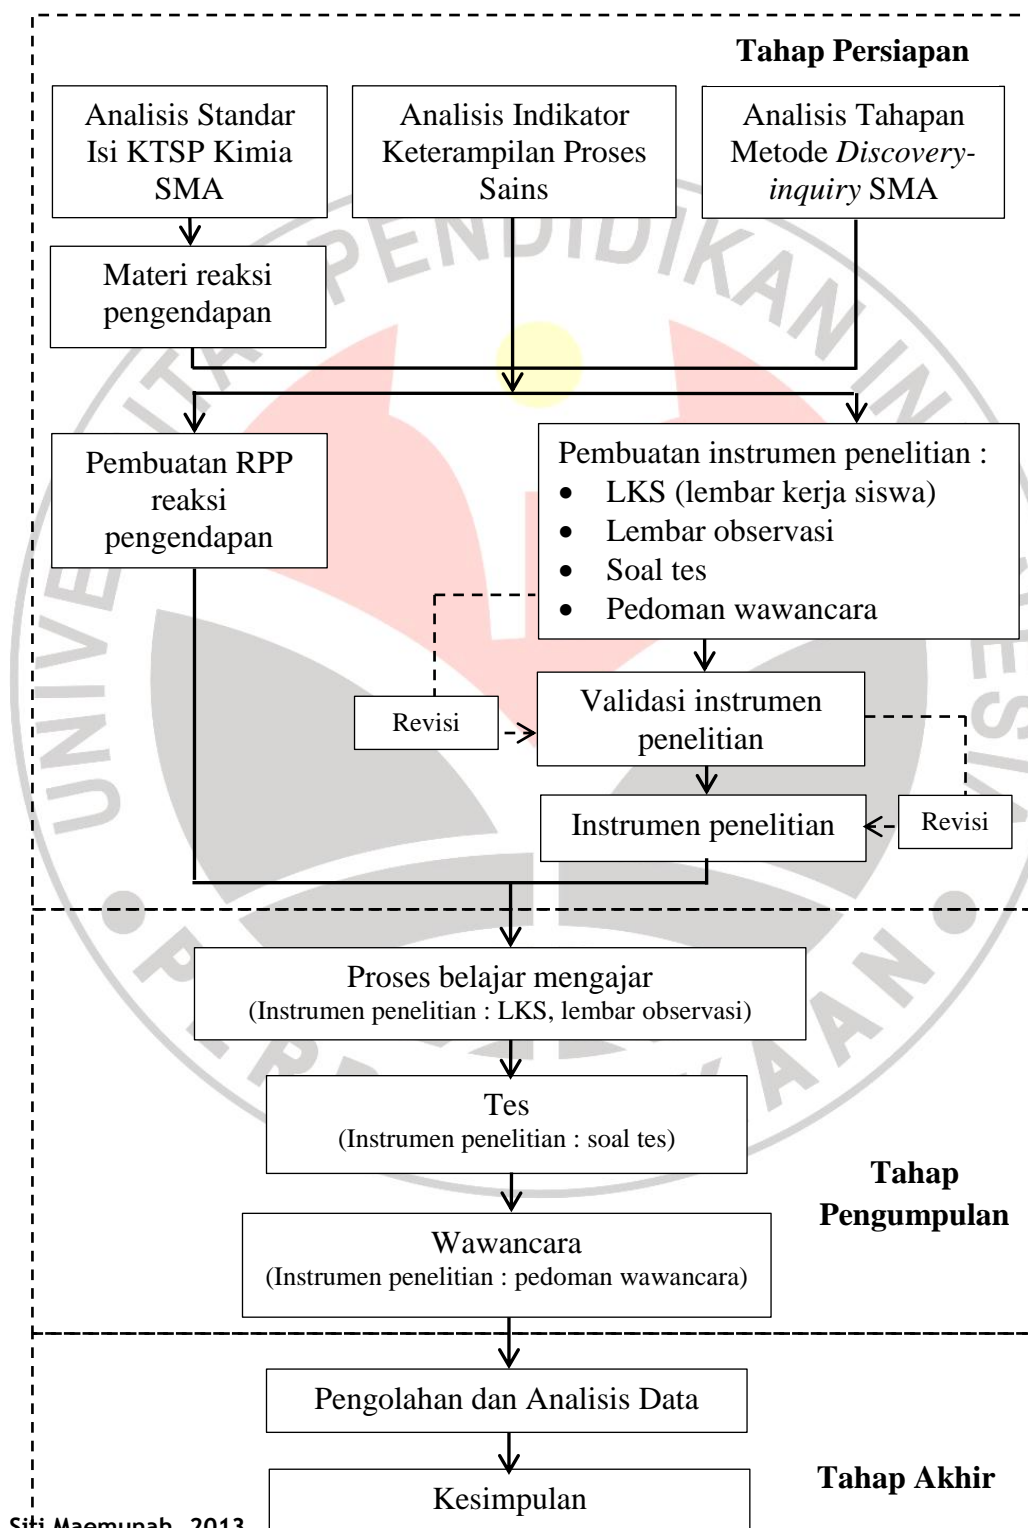 Tahap Persiapan
Analisis Standar
Isi KTSP Kimia
SMA
Analisis Indikator
Keterampilan Proses
Sains
Analisis Tahapan
Metode Discovery-
inquiry SMA
Materi reaksi
pengendapan
Pembuatan RPP
reaksi
pengendapan
Pembuatan instrumen penelitian :
• LKS (lembar kerja siswa)
• Lembar observasi
• Soal tes
• Pedoman wawancara
Revisi
Validasi instrumen
penelitian
Instrumen penelitian
Revisi
Proses belajar mengajar
(Instrumen penelitian : LKS, lembar observasi)
Tes
(Instrumen penelitian : soal tes)
Tahap
Pengumpulan
Wawancara
(Instrumen penelitian : pedoman wawancara)
Pengolahan dan Analisis Data
Tahap Akhir
Kesimpulan
Siti Maemunah, 2013